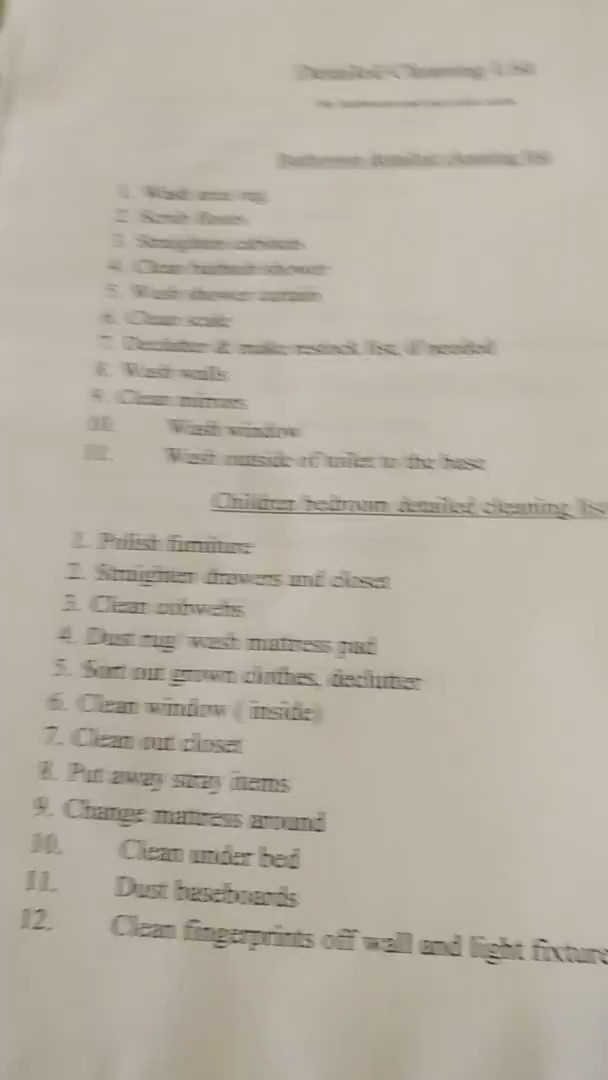 Detailed Cleaning List
Bathroom detailed cleaning list
1. Wash area rug
2. Scrub floors
3. Straighten cabinets
4. Clean bathtub/shower
5. Wash shower curtain
6. Clean scale
7. Declutter & make restock list, if needed
8. Wash walls
9. Clean mirrors
10. Wash window
11. Wash outside of toilet to the base
Children bedroom detailed cleaning list
1. Polish furniture
2. Straighten drawers and closet
3. Clean cobwebs
4. Dust rug/ wash mattress pad
5. Sort out grown clothes, declutter
6. Clean window ( inside)
7. Clean out closet
8. Put away stray items
9. Change mattress around
10. Clean under bed
11. Dust baseboards
12. Clean fingerprints off wall and light fixture